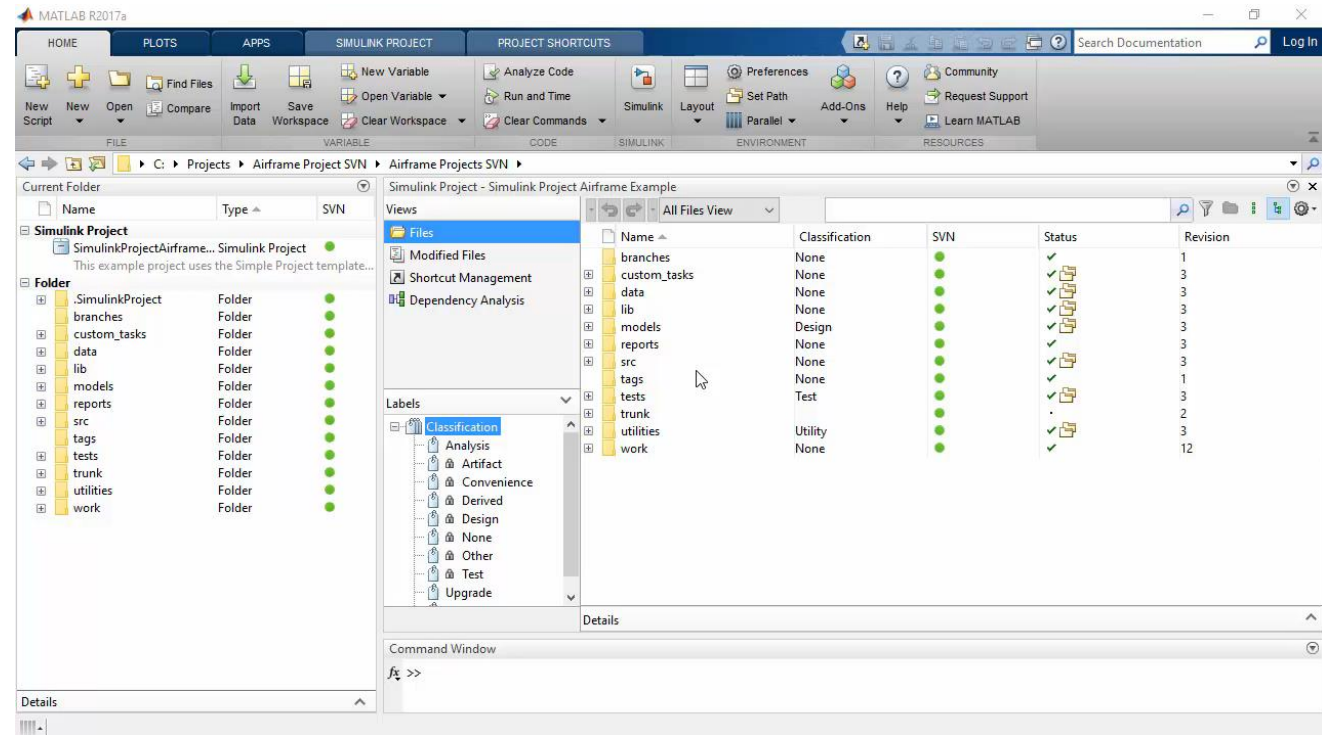 MATLAB R2017a
HOME PLOTS APPS SIMULINK PROJECT PROJECT SHORTCUTS Search Documentation Log In
New Script New Open Find Files Compare Import Data Save Workspace New Variable Open Variable Clear Workspace Analyze Code Run and Time Clear Commands Simulink Layout Preferences Set Path Parallel Add-Ons Help Community Request Support Learn MATLAB
FILE VARIABLE CODE SIMULINK ENVIRONMENT RESOURCES
C: Projects Airframe Project SVN Airframe Projects SVN
Current Folder
Name Type SVN
Simulink Project
SimulinkProjectAirframe... Simulink Project
This example project uses the Simple Project template...
Folder
.SimulinkProject Folder
branches Folder
custom_tasks Folder
data Folder
lib Folder
models Folder
reports Folder
src Folder
tags Folder
tests Folder
trunk Folder
utilities Folder
work Folder
Details
Simulink Project - Simulink Project Airframe Example
Views
Files
Modified Files
Shortcut Management
Dependency Analysis
Labels
Classification
Analysis
Artifact
Convenience
Derived
Design
None
Other
Test
Upgrade
All Files View
Name Classification SVN Status Revision
branches None 1
custom_tasks None 3
data None 3
lib None 3
models Design 3
reports None 3
src None 3
tags None 1
tests Test 3
trunk 2
utilities Utility 3
work None 12
Details
Command Window
fx >>